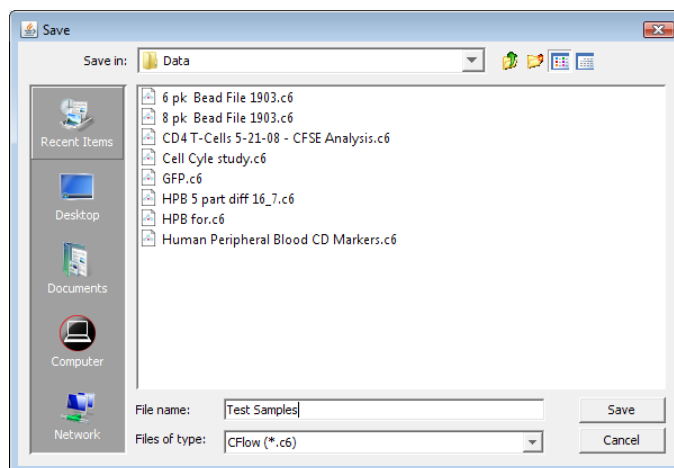 Save
Save in: Data
Recent Items
Desktop
Documents
Computer
Network
6 pk  Bead File 1903.c6
8 pk  Bead File 1903.c6
CD4 T-Cells 5-21-08 - CFSE Analysis.c6
Cell Cyle study.c6
GFP.c6
HPB 5 part diff 16_7.c6
HPB for.c6
Human Peripheral Blood CD Markers.c6
File name: Test Samples Save
Files of type: CFlow (*.c6) Cancel